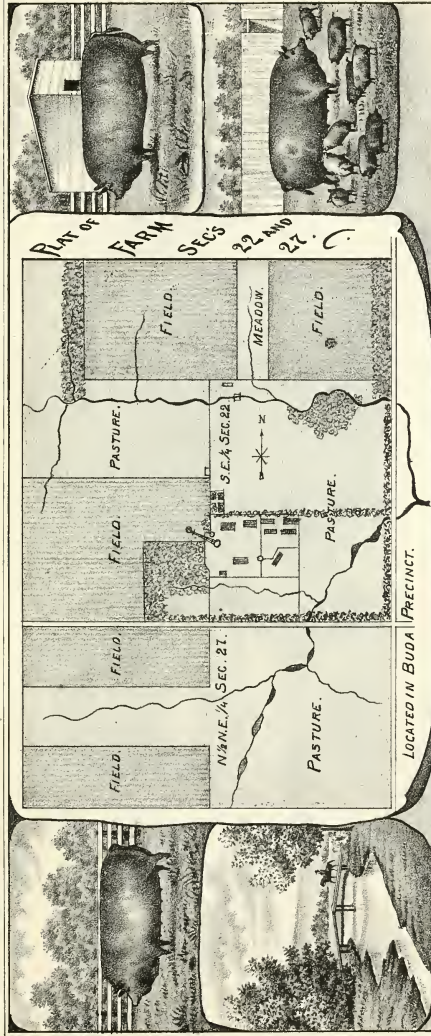 PLAT OF FARM SEC'S 22 AND 27.
FIELD.
MEADOW.
FIELD.
PASTURE.
S.E. ¼ SEC. 22.
N
FIELD.
PASTURE.
FIELD.
N ½ N.E. ¼ SEC. 27.
FIELD.
PASTURE.
LOCATED IN BUDA PRECINCT.